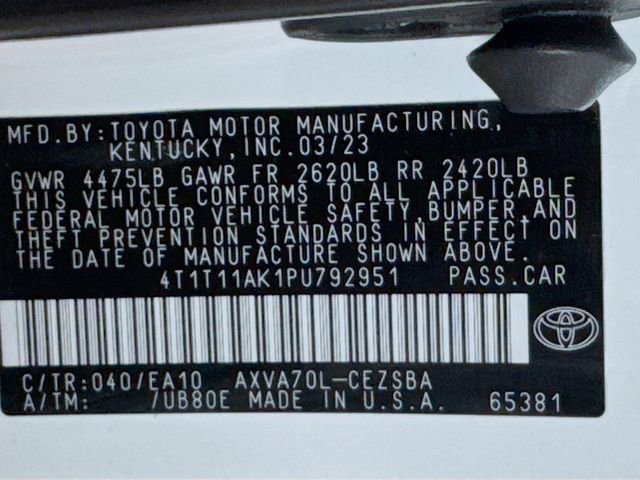 MFD.BY:TOYOTA MOTOR MANUFACTURING,
KENTUCKY,INC.03/23
GVWR 4475LB GAWR FR 2620LB RR 2420LB
THIS VEHICLE CONFORMS TO ALL APPLICABLE
FEDERAL MOTOR VEHICLE SAFETY,BUMPER,AND
THEFT PREVENTION STANDARDS IN EFFECT ON
THE DATE OF MANUFACTURE SHOWN ABOVE.
4T1T11AK1PU792951 PASS.CAR
C/TR:040/EA10 AXVA70L-CEZSBA
A/TM: 7UB80E MADE IN U.S.A. 65381